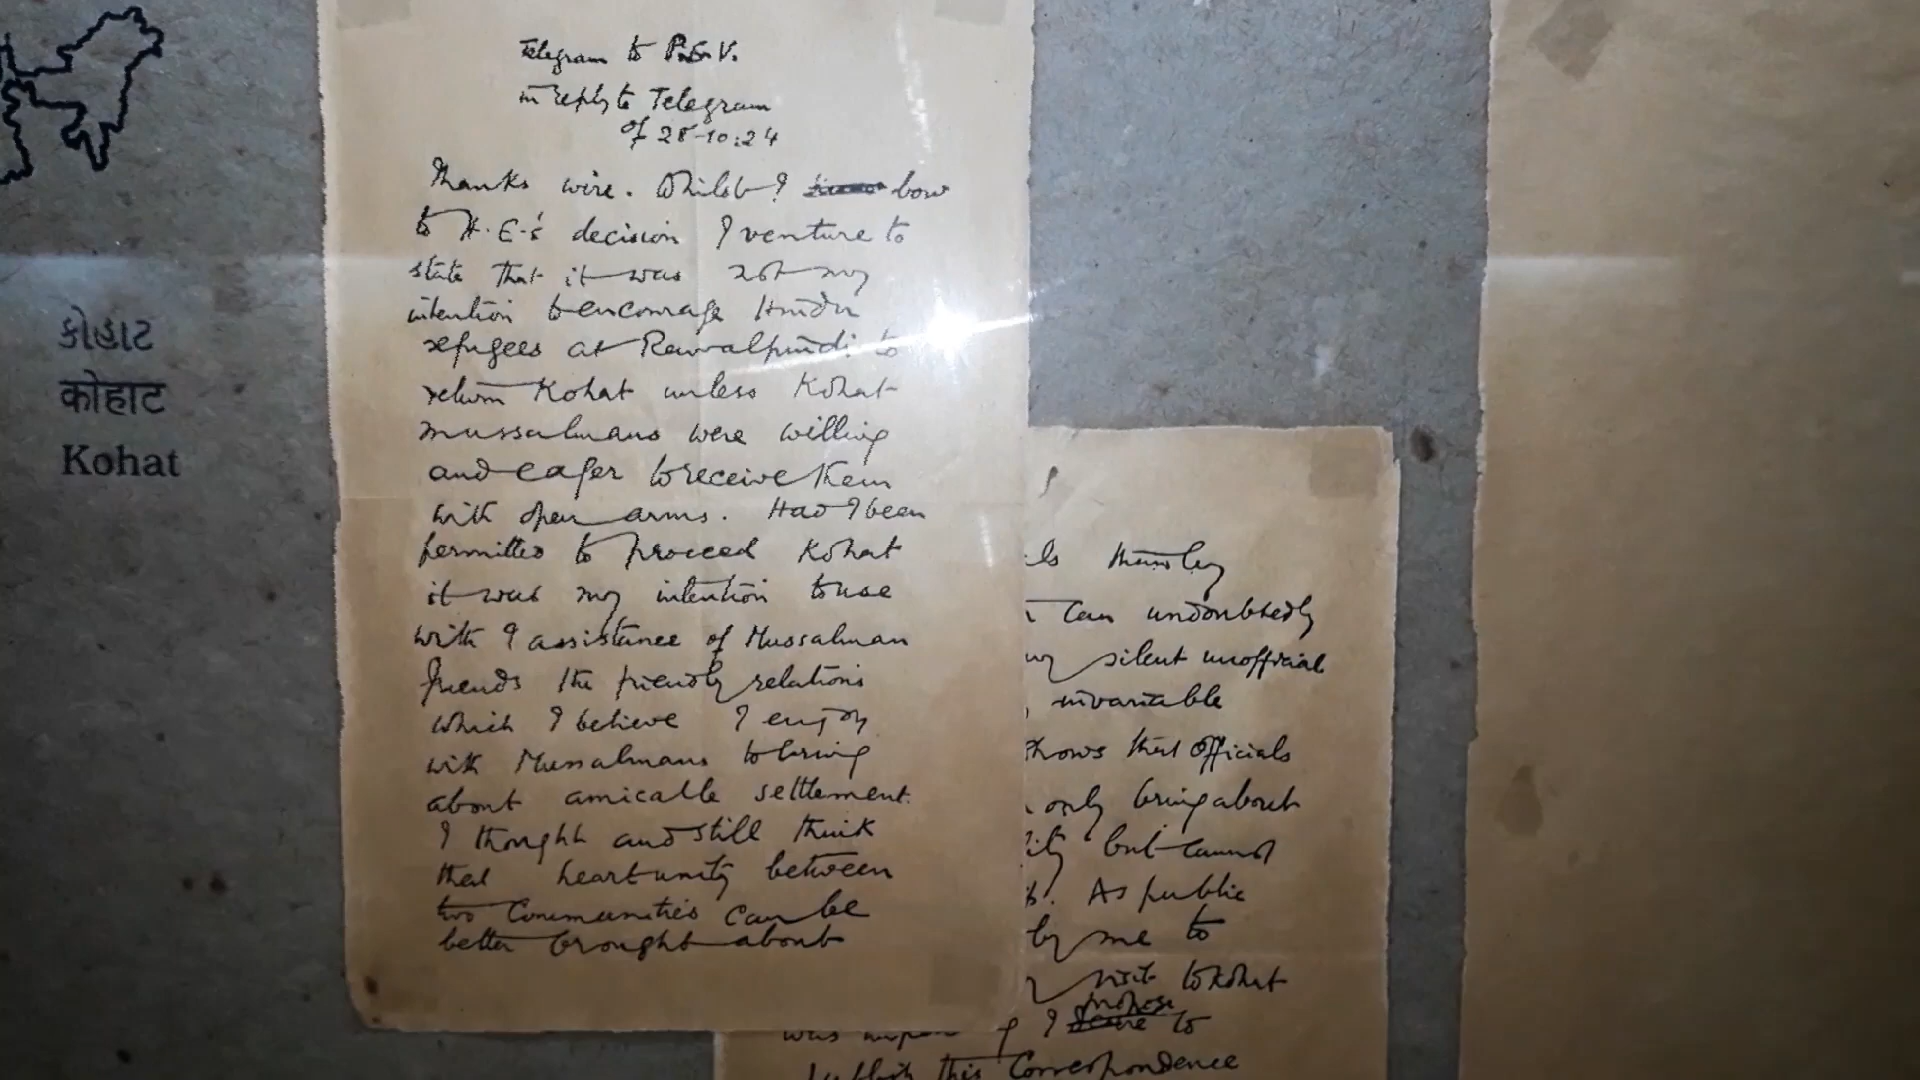 કોહાટ
कोहाट
Kohat
Telegram to P.S.V.
in reply to Telegram
of 28-10-24
Thanks wire. Whilst I bow
to H.E.'s decision I venture to
state that it was not my
intention to encourage Hindu
refugees at Rawalpindi to
return Kohat unless Kohat
mussalmans were willing
and eager to receive them
with open arms. Had I been
permitted to proceed Kohat
it was my intention to use
with assistance of Mussalman
friends the friendly relations
which I believe I enjoy
with Mussalmans to bring
about amicable settlement.
I thought and still think
that heart unity between
two Communities can be
better brought about
can undoubtedly
silent unofficial
invariable
shows that officials
only bring about
but cannot
As public
by me to
visit to Kohat
propose
was I to
publish this Correspondence